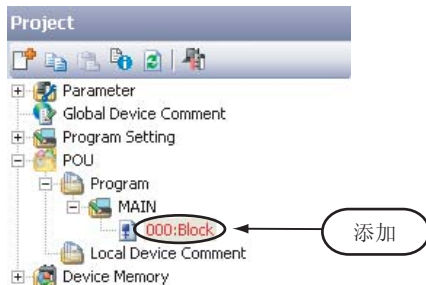 Project
Parameter
Global Device Comment
Program Setting
POU
Program
MAIN
000:Block
添加
Local Device Comment
Device Memory